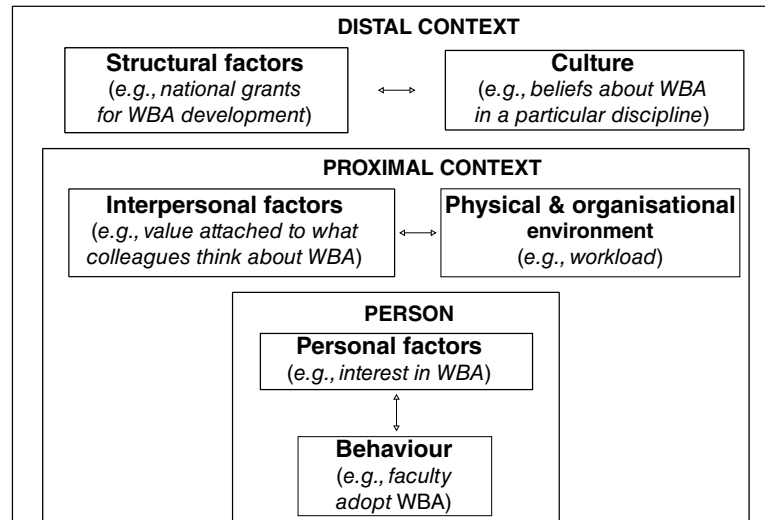 DISTAL CONTEXT
Structural factors
(e.g., national grants
for WBA development)
Culture
(e.g., beliefs about WBA
in a particular discipline)
PROXIMAL CONTEXT
Interpersonal factors
(e.g., value attached to what
colleagues think about WBA)
Physical & organisational
environment
(e.g., workload)
PERSON
Personal factors
(e.g., interest in WBA)
Behaviour
(e.g., faculty
adopt WBA)